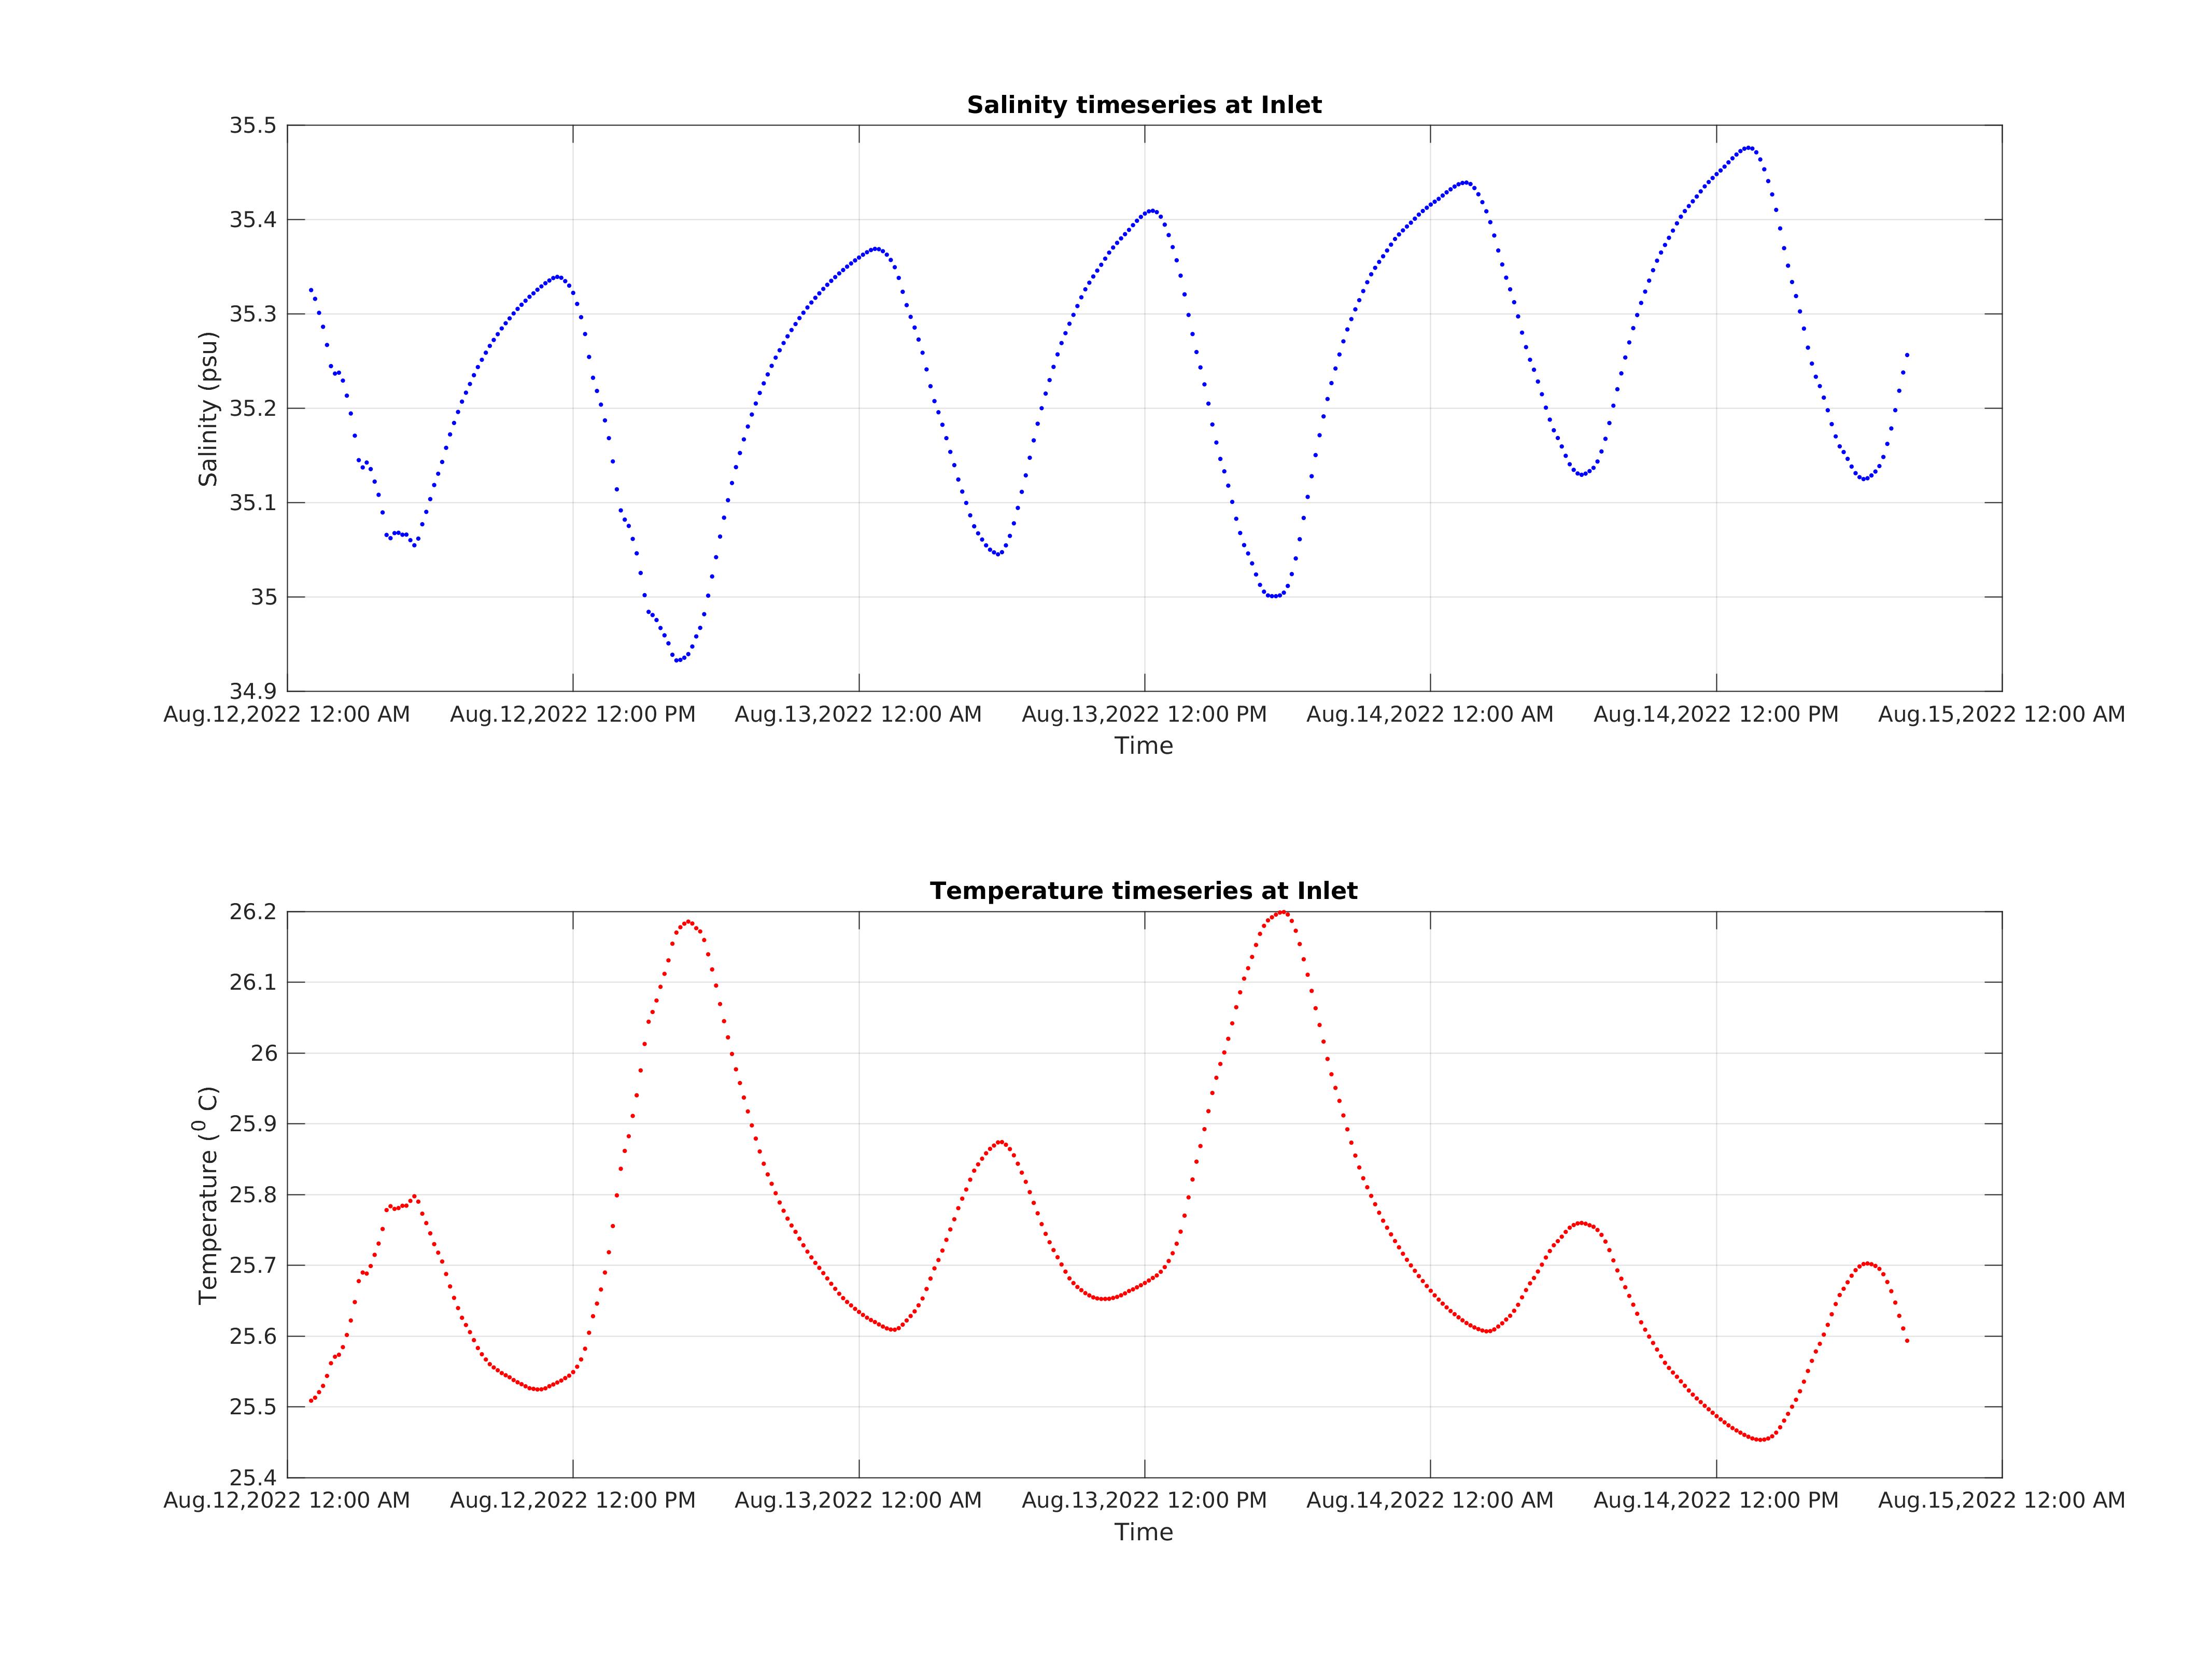 Salinity timeseries at Inlet
35.5
35.4
35.3
35.2
35.1
35
34.9
Salinity (psu)
Aug.12,2022 12:00 AM Aug.12,2022 12:00 PM Aug.13,2022 12:00 AM Aug.13,2022 12:00 PM Aug.14,2022 12:00 AM Aug.14,2022 12:00 PM Aug.15,2022 12:00 AM
Time
Temperature timeseries at Inlet
26.2
26.1
26
25.9
25.8
25.7
25.6
25.5
25.4
Temperature (⁰ C)
Aug.12,2022 12:00 AM Aug.12,2022 12:00 PM Aug.13,2022 12:00 AM Aug.13,2022 12:00 PM Aug.14,2022 12:00 AM Aug.14,2022 12:00 PM Aug.15,2022 12:00 AM
Time